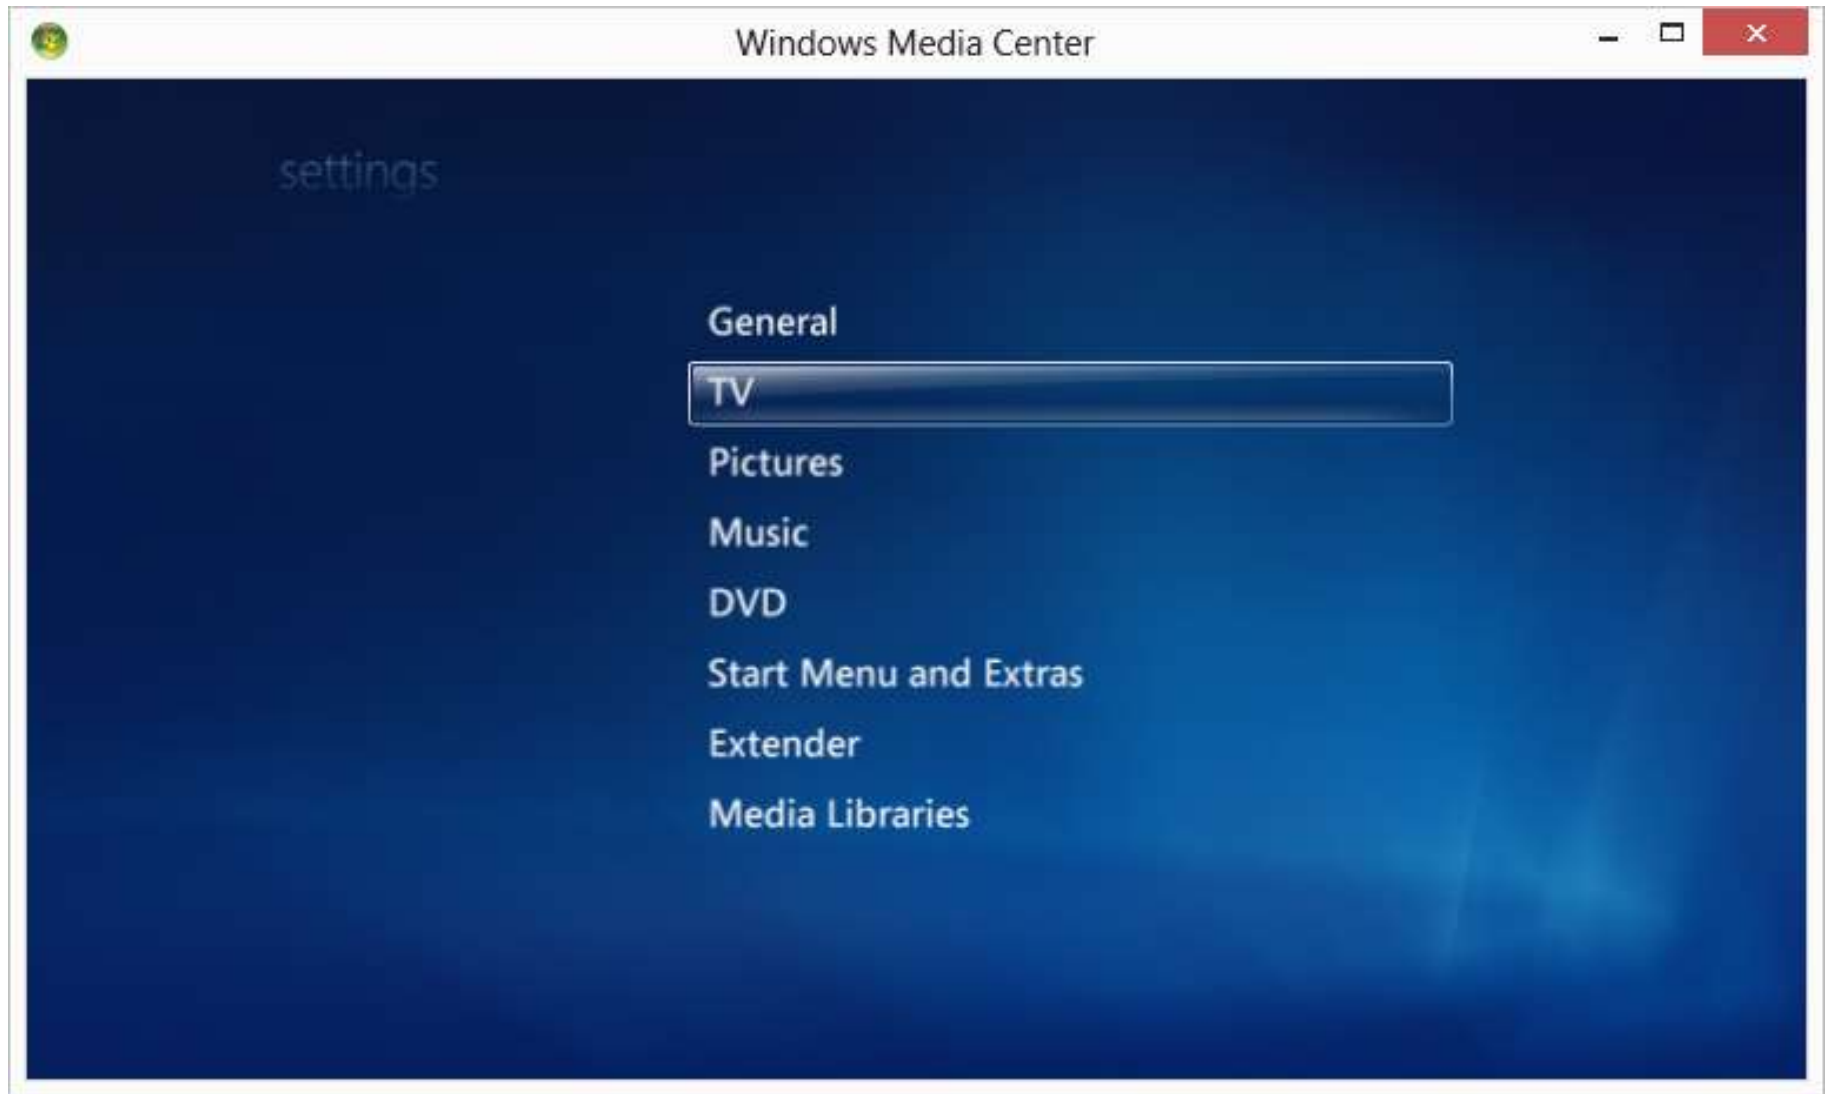 Windows Media Center
settings
General
TV
Pictures
Music
DVD
Start Menu and Extras
Extender
Media Libraries